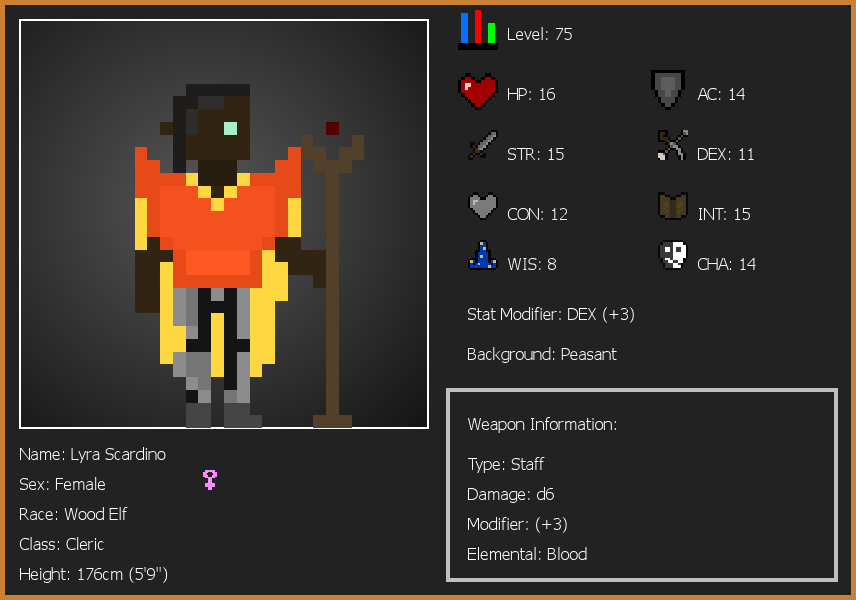 Level: 75
HP: 16
AC: 14
STR: 15
DEX: 11
CON: 12
INT: 15
WIS: 8
CHA: 14
Stat Modifier: DEX (+3)
Background: Peasant
Weapon Information:
Type: Staff
Damage: d6
Modifier: (+3)
Elemental: Blood
Name: Lyra Scardino
Sex: Female
Race: Wood Elf
Class: Cleric
Height: 176cm (5'9")